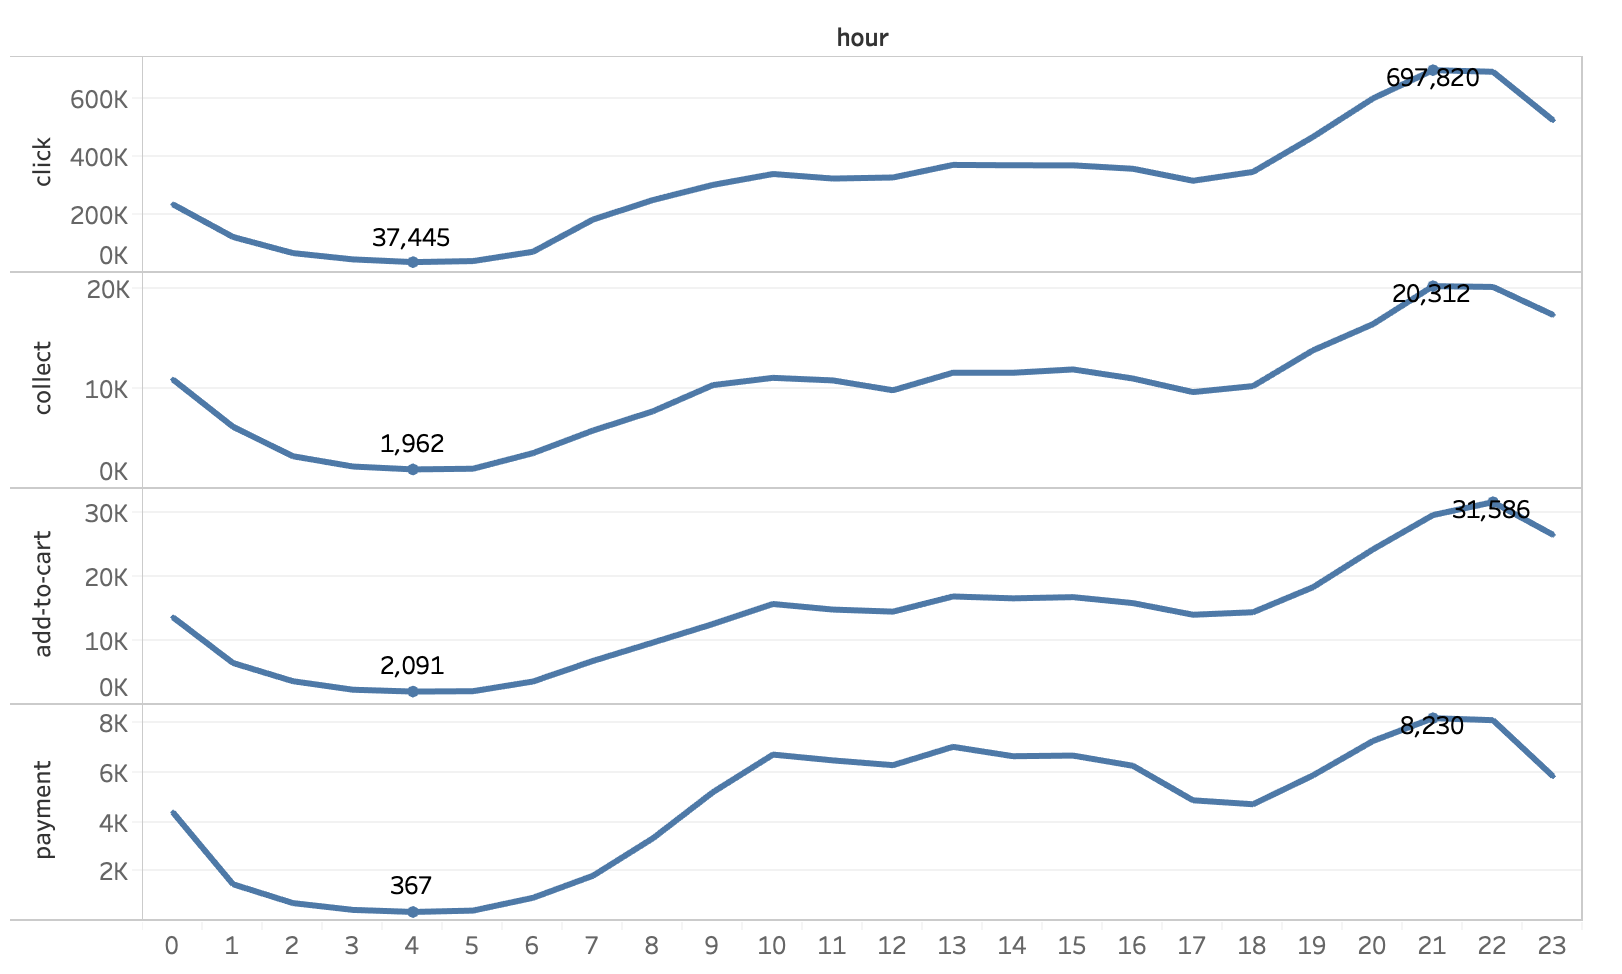 hour
click
600K
400K
200K
0K
697,820
37,445
collect
20K
10K
0K
20,312
1,962
add-to-cart
30K
20K
10K
0K
31,586
2,091
payment
8K
6K
4K
2K
8,230
367
0 1 2 3 4 5 6 7 8 9 10 11 12 13 14 15 16 17 18 19 20 21 22 23